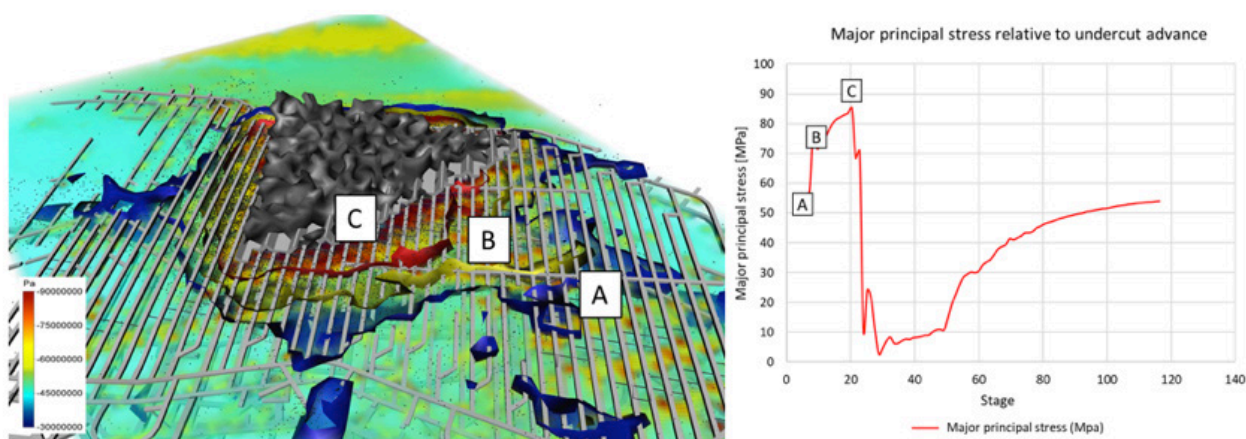 C
B
A
Pa
-90000000
-75000000
-60000000
-45000000
-30000000
Major principal stress relative to undercut advance
Major principal stress [MPa]
100
90
80
70
60
50
40
30
20
10
0
C
B
A
0
20
40
60
80
100
120
140
Stage
Major principal stress (Mpa)